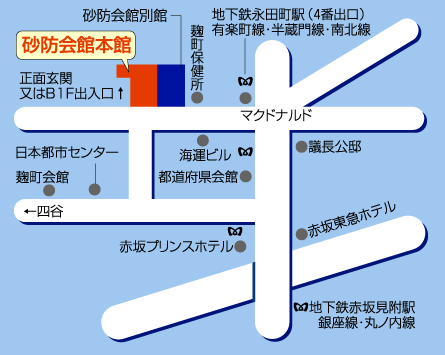 砂防会館別館
地下鉄永田町駅(4番出口)
有楽町線・半蔵門線・南北線
砂防会館本館
麹町保健所
正面玄関
又はB1F出入口↑
マクドナルド
日本都市センター
海運ビル
議長公邸
麹町会館
都道府県会館
←四谷
赤坂プリンスホテル
赤坂東急ホテル
地下鉄赤坂見附駅
銀座線・丸ノ内線